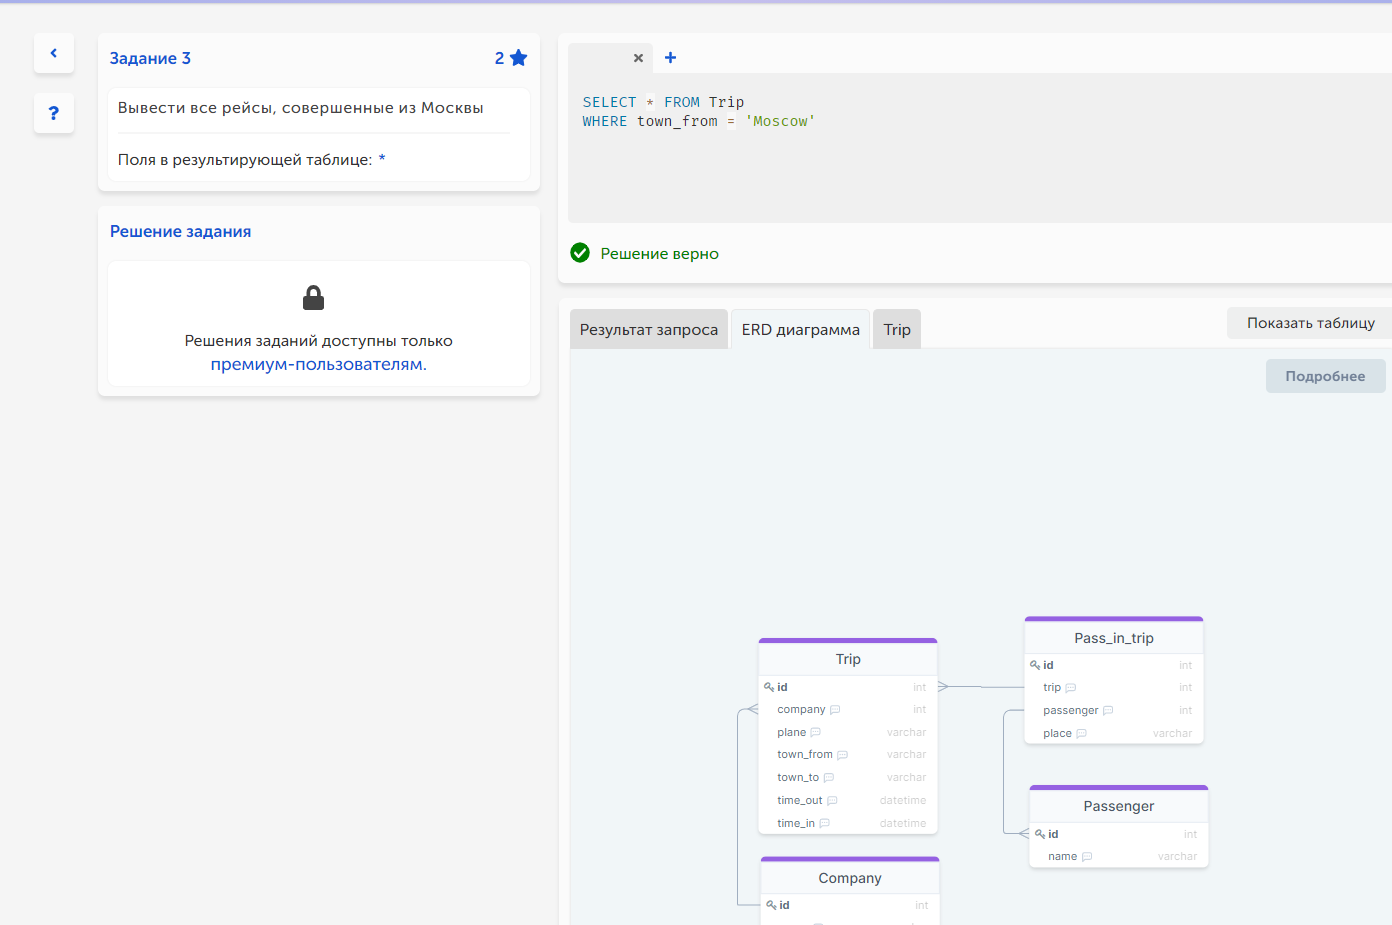 Задание 3
2
Вывести все рейсы, совершенные из Москвы
Поля в результирующей таблице: *
?
Решение задания
Решения заданий доступны только
премиум-пользователям.
SELECT * FROM Trip
WHERE town_from = 'Moscow'
Решение верно
Результат запроса
ERD диаграмма
Trip
Показать таблицу
Подробнее
Trip
id int
company int
plane varchar
town_from varchar
town_to varchar
time_out datetime
time_in datetime
Pass_in_trip
id int
trip int
passenger int
place varchar
Passenger
id int
name varchar
Company
id int